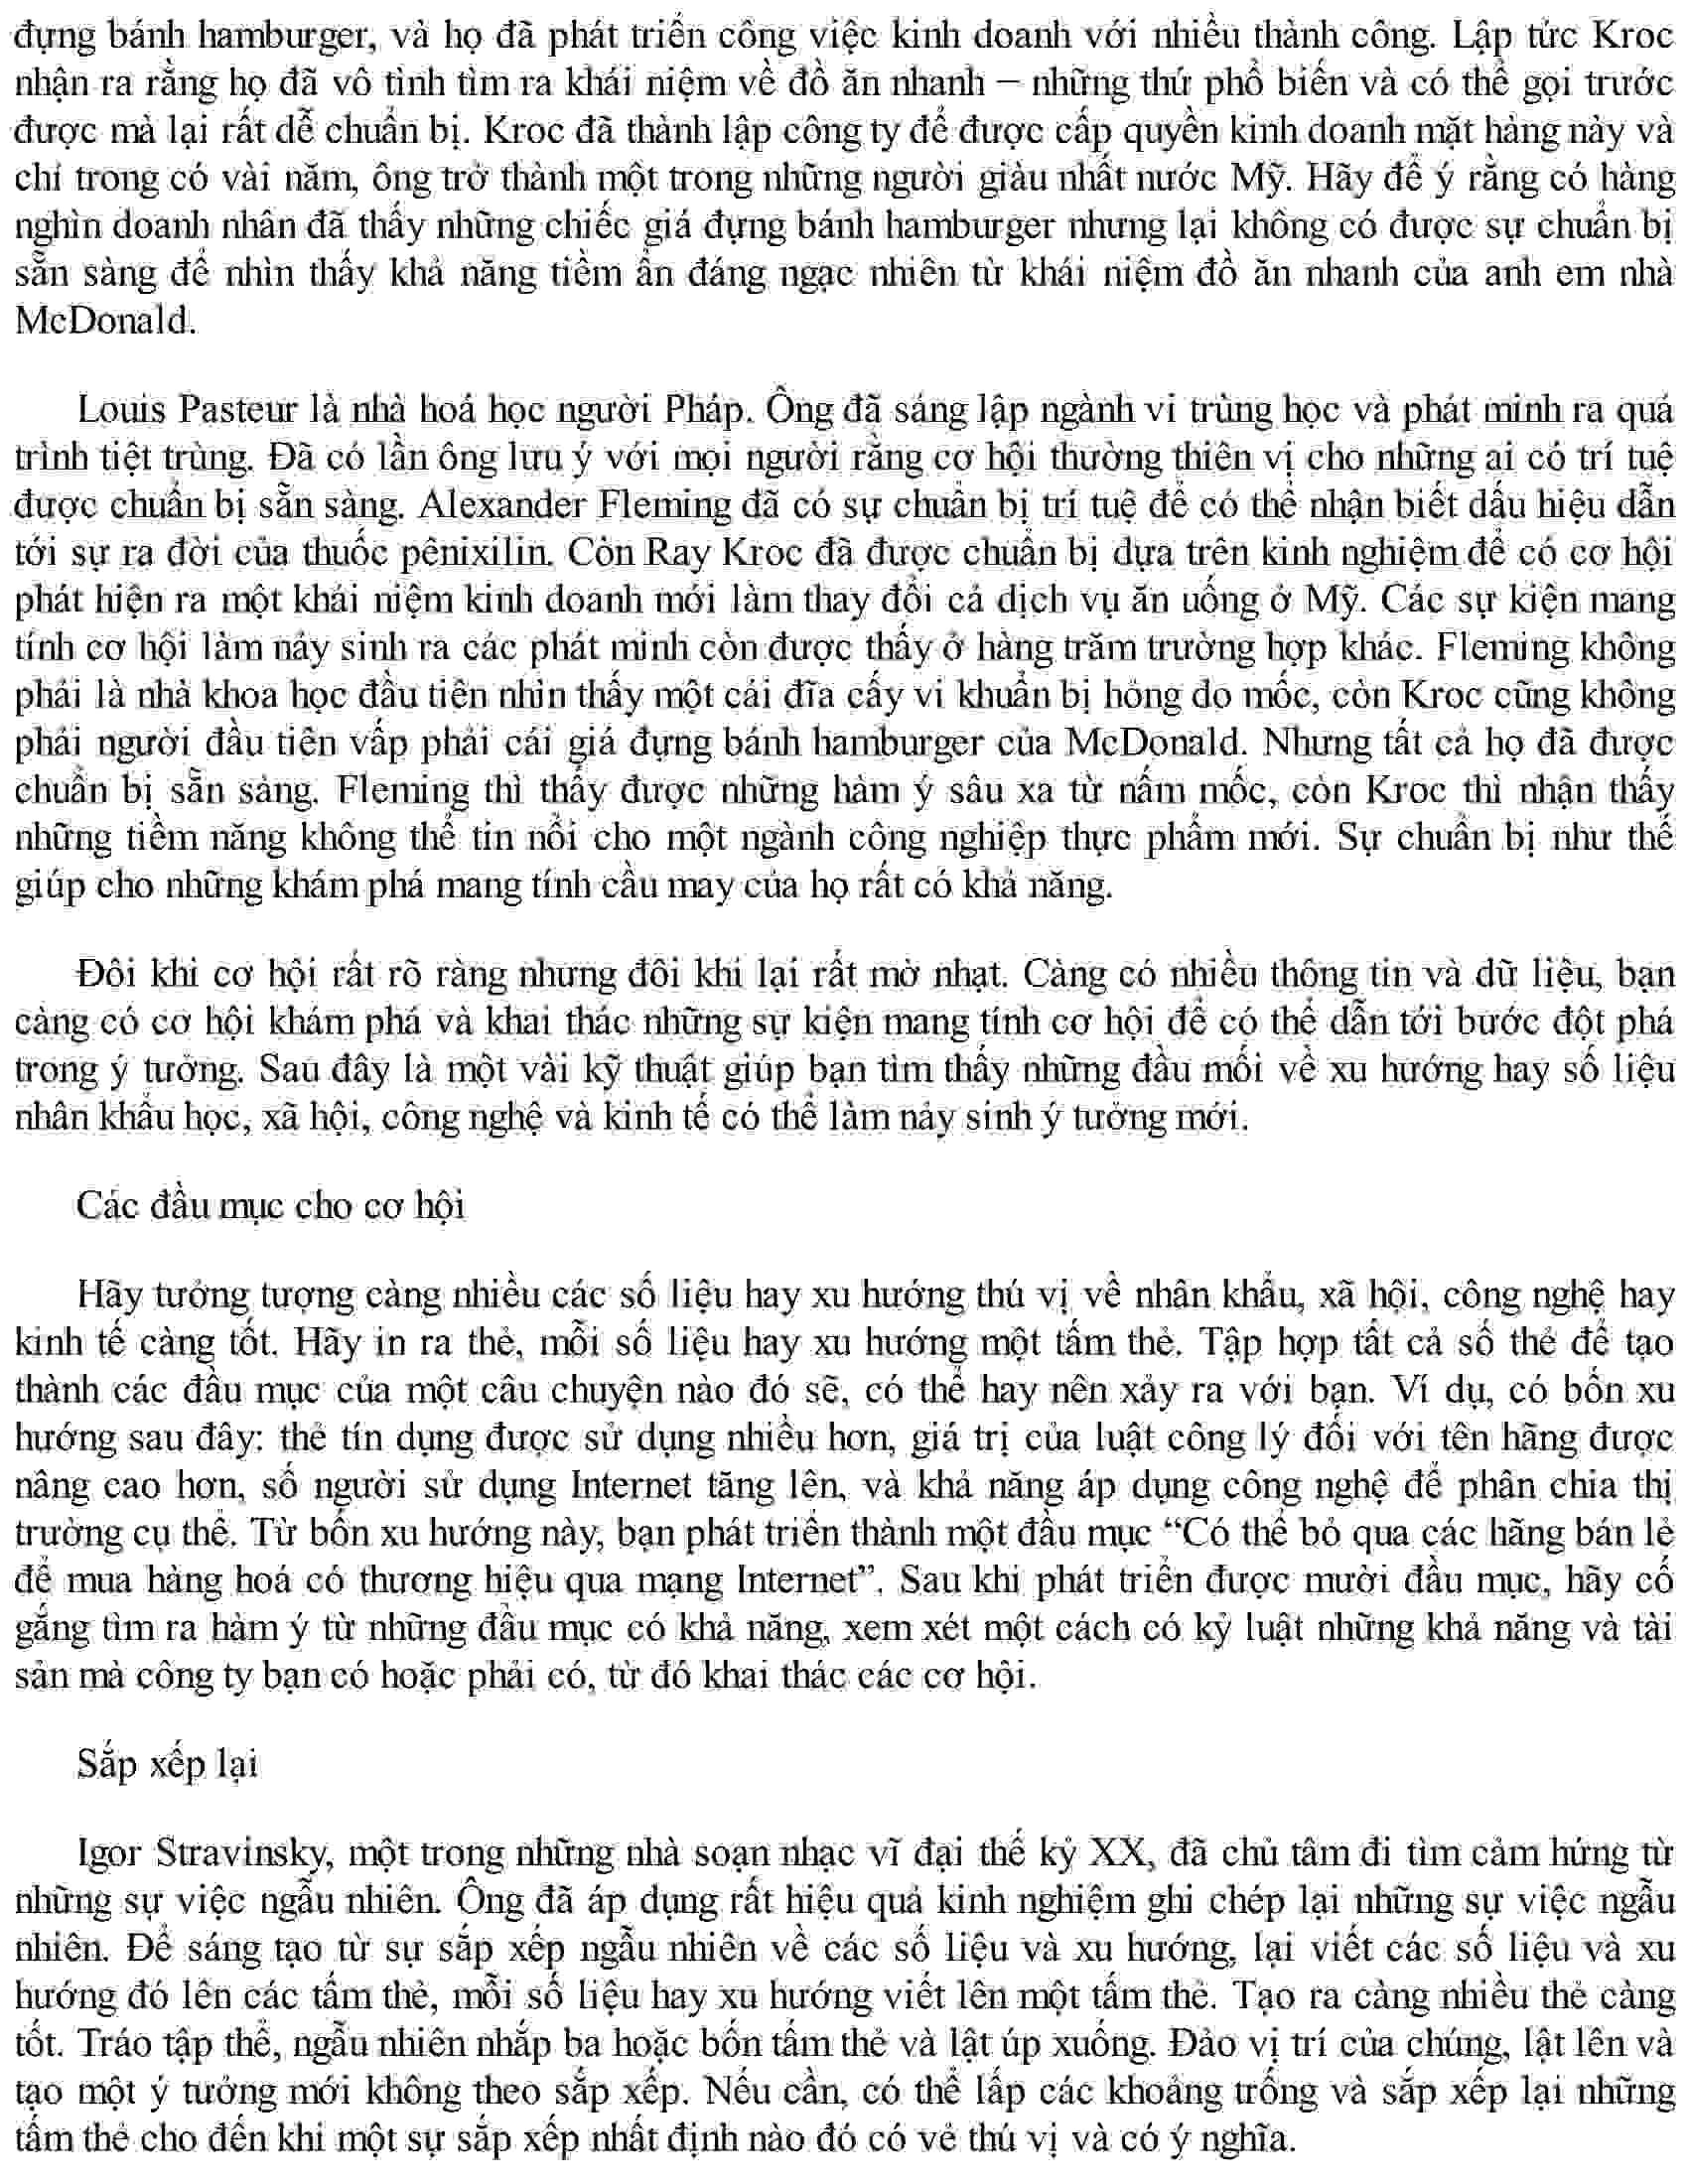 đựng bánh hamburger, và họ đã phát triển công việc kinh doanh với nhiều thành công. Lập tức Kroc
nhận ra rằng họ đã vô tình tìm ra khái niệm về đồ ăn nhanh – những thứ phổ biến và có thể gọi trước
được mà lại rất dễ chuẩn bị. Kroc đã thành lập công ty để được cấp quyền kinh doanh mặt hàng này và
chỉ trong có vài năm, ông trở thành một trong những người giàu nhất nước Mỹ. Hãy để ý rằng có hàng
nghìn doanh nhân đã thấy những chiếc giá đựng bánh hamburger nhưng lại không có được sự chuẩn bị
sẵn sàng để nhìn thấy khả năng tiềm ẩn đáng ngạc nhiên từ khái niệm đồ ăn nhanh của anh em nhà
McDonald.
Louis Pasteur là nhà hoá học người Pháp. Ông đã sáng lập ngành vi trùng học và phát minh ra quá
trình tiệt trùng. Đã có lần ông lưu ý với mọi người rằng cơ hội thường thiên vị cho những ai có trí tuệ
được chuẩn bị sẵn sàng. Alexander Fleming đã có sự chuẩn bị trí tuệ để có thể nhận biết dấu hiệu dẫn
tới sự ra đời của thuốc pênixilin. Còn Ray Kroc đã được chuẩn bị dựa trên kinh nghiệm để có cơ hội
phát hiện ra một khái niệm kinh doanh mới làm thay đổi cả dịch vụ ăn uống ở Mỹ. Các sự kiện mang
tính cơ hội làm nảy sinh ra các phát minh còn được thấy ở hàng trăm trường hợp khác. Fleming không
phải là nhà khoa học đầu tiên nhìn thấy một cái đĩa cấy vi khuẩn bị hỏng do mốc, còn Kroc cũng không
phải người đầu tiên vấp phải cái giá đựng bánh hamburger của McDonald. Nhưng tất cả họ đã được
chuẩn bị sẵn sàng. Fleming thì thấy được những hàm ý sâu xa từ nấm mốc, còn Kroc thì nhận thấy
những tiềm năng không thể tin nổi cho một ngành công nghiệp thực phẩm mới. Sự chuẩn bị như thế
giúp cho những khám phá mang tính cầu may của họ rất có khả năng.
Đôi khi cơ hội rất rõ ràng nhưng đôi khi lại rất mờ nhạt. Càng có nhiều thông tin và dữ liệu, bạn
càng có cơ hội khám phá và khai thác những sự kiện mang tính cơ hội để có thể dẫn tới bước đột phá
trong ý tưởng. Sau đây là một vài kỹ thuật giúp bạn tìm thấy những đầu mối về xu hướng hay số liệu
nhân khẩu học, xã hội, công nghệ và kinh tế có thể làm nảy sinh ý tưởng mới.
Các đầu mục cho cơ hội
Hãy tưởng tượng càng nhiều các số liệu hay xu hướng thú vị về nhân khẩu, xã hội, công nghệ hay
kinh tế càng tốt. Hãy in ra thẻ, mỗi số liệu hay xu hướng một tấm thẻ. Tập hợp tất cả số thẻ để tạo
thành các đầu mục của một câu chuyện nào đó sẽ, có thể hay nên xảy ra với bạn. Ví dụ, có bốn xu
hướng sau đây: thẻ tín dụng được sử dụng nhiều hơn, giá trị của luật công lý đối với tên hãng được
nâng cao hơn, số người sử dụng Internet tăng lên, và khả năng áp dụng công nghệ để phân chia thị
trường cụ thể. Từ bốn xu hướng này, bạn phát triển thành một đầu mục “Có thể bỏ qua các hãng bán lẻ
để mua hàng hoá có thương hiệu qua mạng Internet”. Sau khi phát triển được mười đầu mục, hãy cố
gắng tìm ra hàm ý từ những đầu mục có khả năng, xem xét một cách có kỷ luật những khả năng và tài
sản mà công ty bạn có hoặc phải có, từ đó khai thác các cơ hội.
Sắp xếp lại
Igor Stravinsky, một trong những nhà soạn nhạc vĩ đại thế kỷ XX, đã chủ tâm đi tìm cảm hứng từ
những sự việc ngẫu nhiên. Ông đã áp dụng rất hiệu quả kinh nghiệm ghi chép lại những sự việc ngẫu
nhiên. Để sáng tạo từ sự sắp xếp ngẫu nhiên về các số liệu và xu hướng, lại viết các số liệu và xu
hướng đó lên các tấm thẻ, mỗi số liệu hay xu hướng viết lên một tấm thẻ. Tạo ra càng nhiều thẻ càng
tốt. Tráo tập thể, ngẫu nhiên nhắp ba hoặc bốn tấm thẻ và lật úp xuống. Đảo vị trí của chúng, lật lên và
tạo một ý tưởng mới không theo sắp xếp. Nếu cần, có thể lấp các khoảng trống và sắp xếp lại những
tấm thẻ cho đến khi một sự sắp xếp nhất định nào đó có vẻ thú vị và có ý nghĩa.